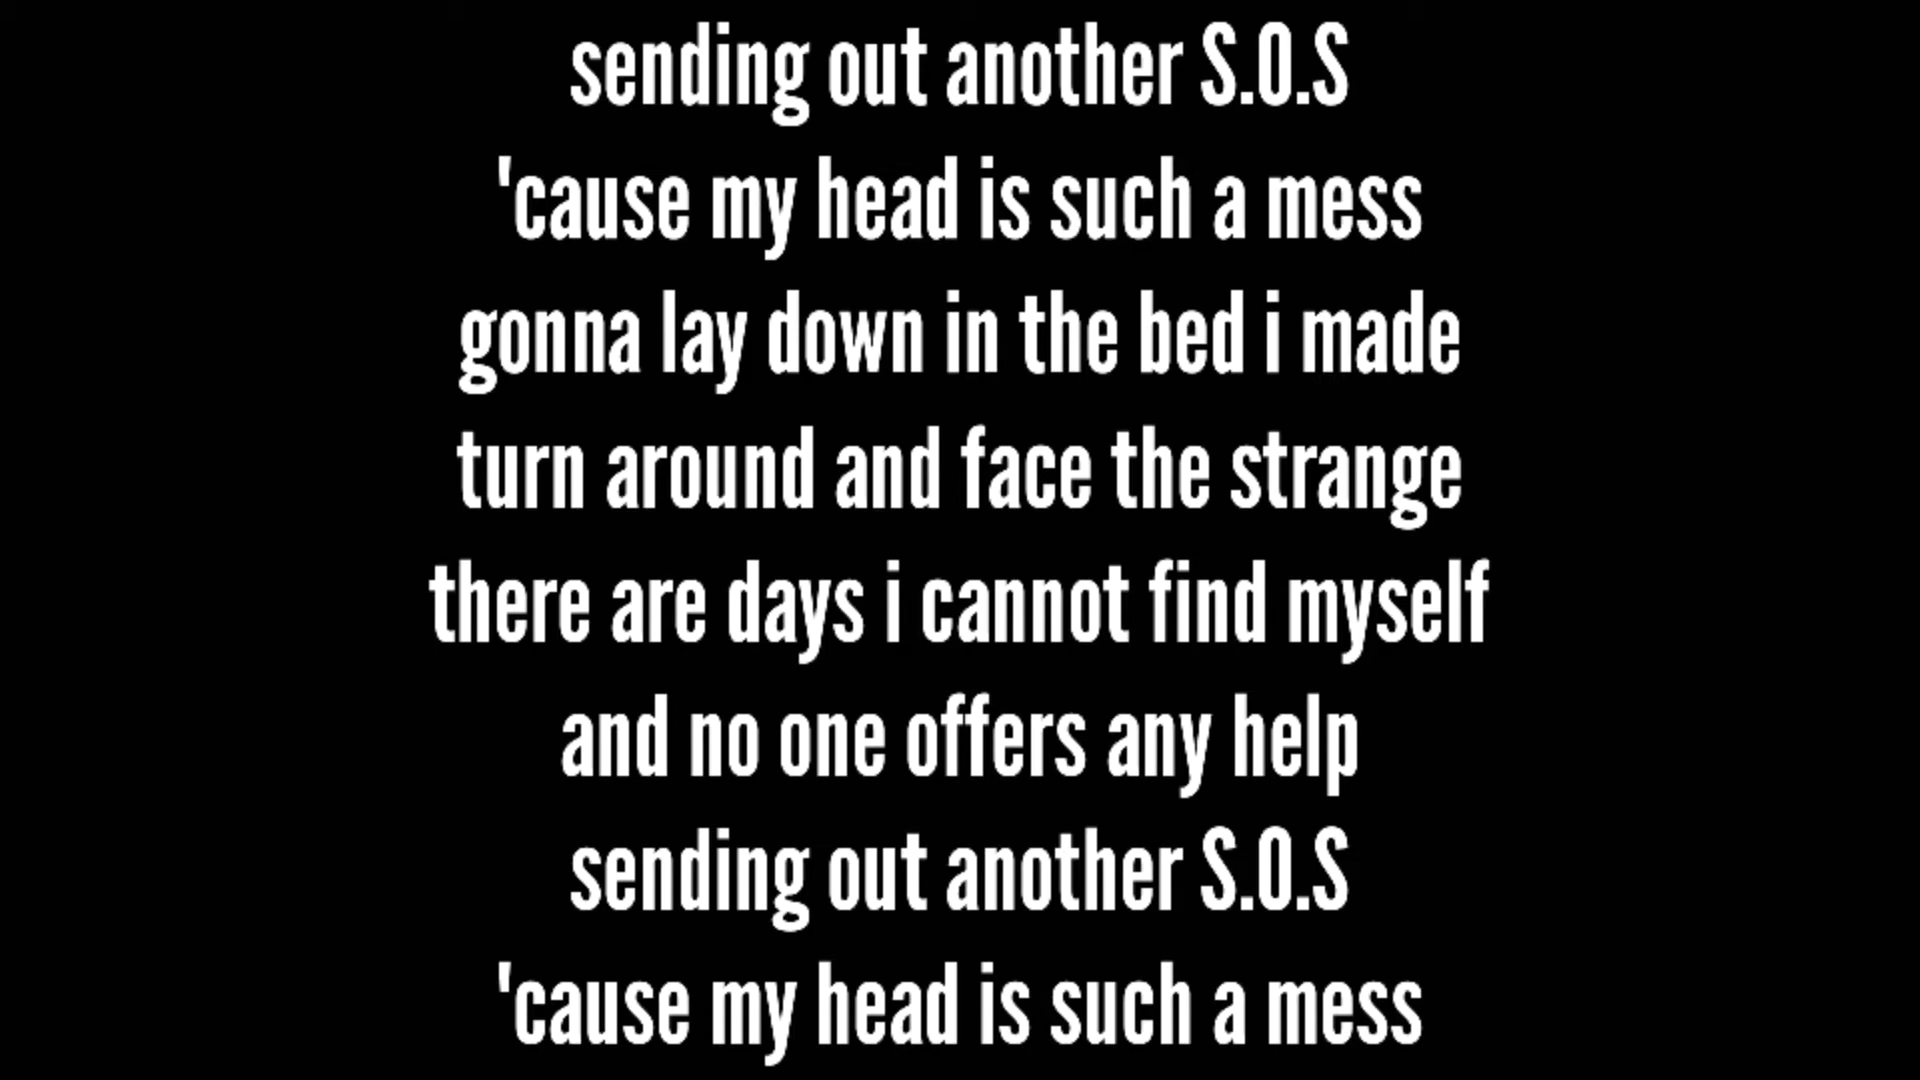 sending out another S.O.S
'cause my head is such a mess
gonna lay down in the bed i made
turn around and face the strange
there are days i cannot find myself
and no one offers any help
sending out another S.O.S
'cause my head is such a mess